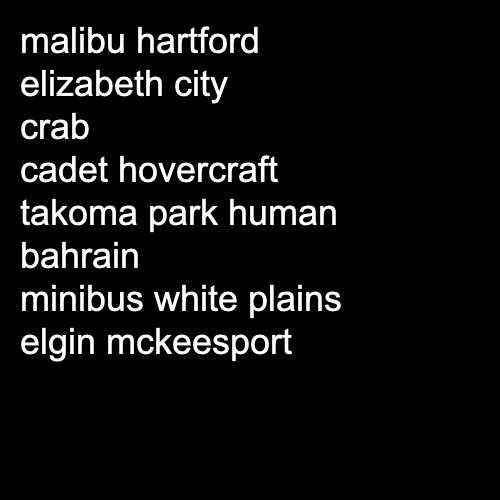 malibu hartford
elizabeth city
crab
cadet hovercraft
takoma park human
bahrain
minibus white plains
elgin mckeesport